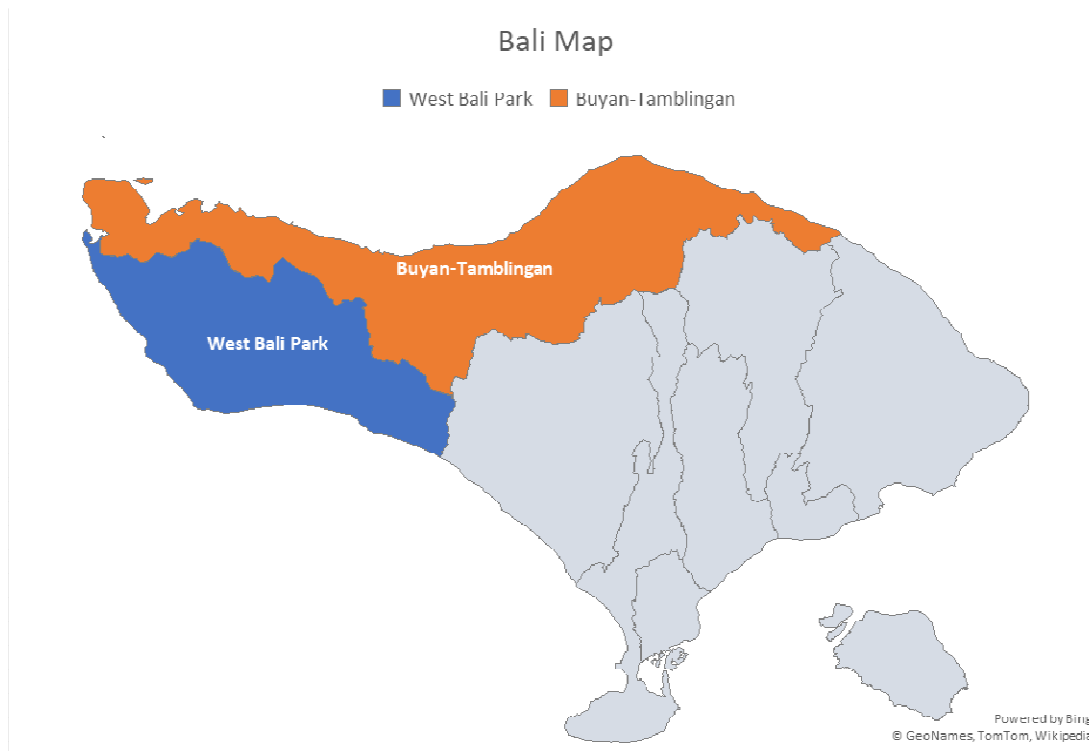 Bali Map
West Bali Park Buyan-Tamblingan
Buyan-Tamblingan
West Bali Park
Powered by Bing
© GeoNames, TomTom, Wikipedia